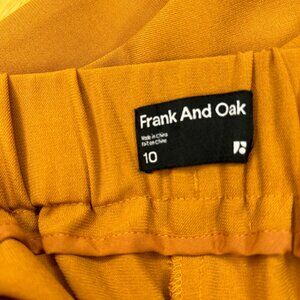 Frank And Oak
Made in China
Fait en Chine
10